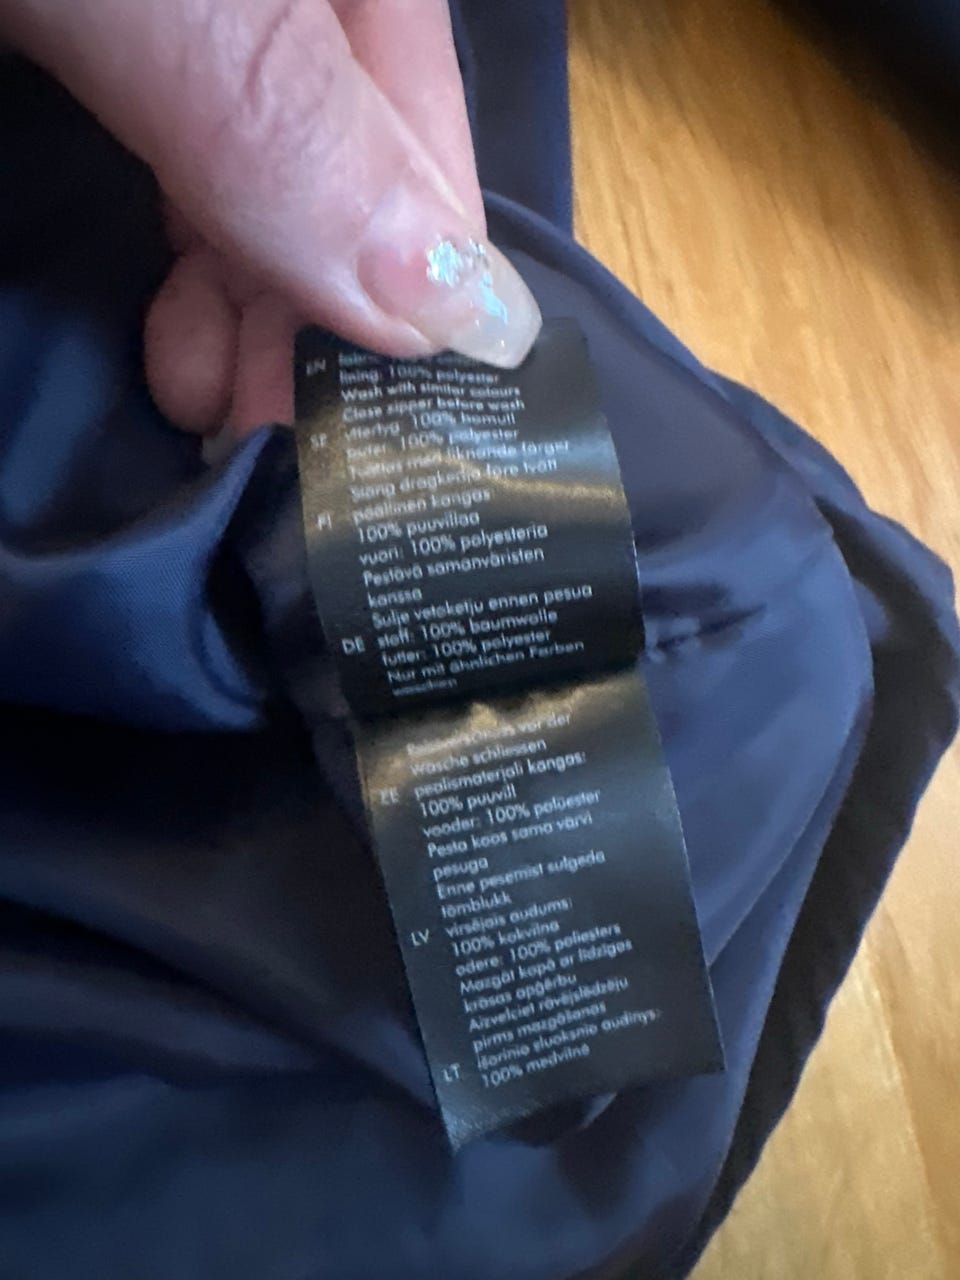 EN
lining: 100% polyester
Wash with similar colours
Close zipper before wash
SE yttertyg: 100% bomull
foder: 100% polyester
Tvättas med liknande färger
Stäng dragkedja före tvätt
FI päällinen kangas
100% puuvillaa
vuori: 100% polyesteria
Pestävä samanväristen
kanssa
Sulje vetoketju ennen pesua
DE stoff: 100% baumwolle
futter: 100% polyester
Nur mit ähnlichen Farben
waschen
vor der
Wäsche schliessen
EE pealismaterjali kangas:
100% puuvill
vooder: 100% polüester
Pesta koos sama värvi
pesuga
Enne pesemist sulgeda
tõmblukk
LV virsējais audums:
100% kokvilna
odere: 100% poliesters
Mazgāt kopā ar līdzīgas
krāsas apģērbu
Aizvelciet rāvējslēdzēju
pirms mazgāšanas
LT išorinio sluoksnio audinys:
100% medvilnė